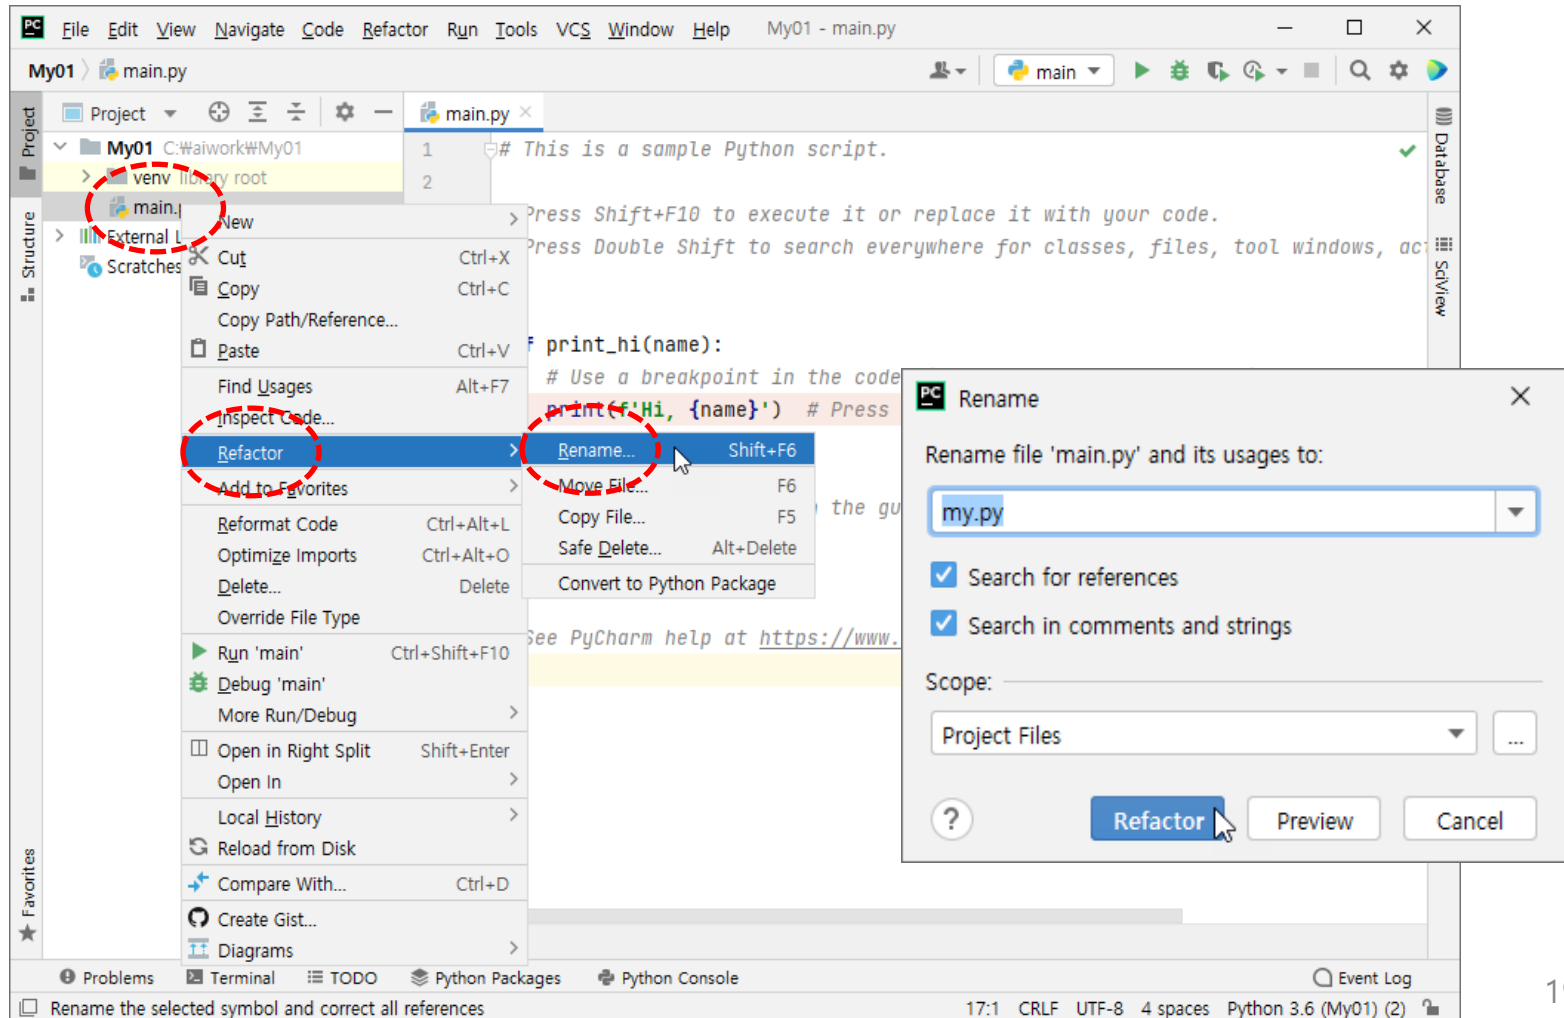 PC File Edit View Navigate Code Refactor Run Tools VCS Window Help My01 - main.py
My01 main.py main
Project
Project
main.py
My01 C:₩aiwork₩My01
venv library root
main.
External L
Scratches
Structure
Favorites
Database
SciView
1 # This is a sample Python script.
2
Press Shift+F10 to execute it or replace it with your code.
Press Double Shift to search everywhere for classes, files, tool windows, act
f print_hi(name):
# Use a breakpoint in the code
print(f'Hi, {name}') # Press
the gu
See PyCharm help at https://www.
New
Cut Ctrl+X
Copy Ctrl+C
Copy Path/Reference...
Paste Ctrl+V
Find Usages Alt+F7
Inspect Code...
Refactor
Add to Favorites
Reformat Code Ctrl+Alt+L
Optimize Imports Ctrl+Alt+O
Delete... Delete
Override File Type
Run 'main' Ctrl+Shift+F10
Debug 'main'
More Run/Debug
Open in Right Split Shift+Enter
Open In
Local History
Reload from Disk
Compare With... Ctrl+D
Create Gist...
Diagrams
Rename... Shift+F6
Move File... F6
Copy File... F5
Safe Delete... Alt+Delete
Convert to Python Package
PC Rename
Rename file 'main.py' and its usages to:
my.py
Search for references
Search in comments and strings
Scope:
Project Files ...
? Refactor Preview Cancel
Problems Terminal TODO Python Packages Python Console Event Log
Rename the selected symbol and correct all references 17:1 CRLF UTF-8 4 spaces Python 3.6 (My01) (2)